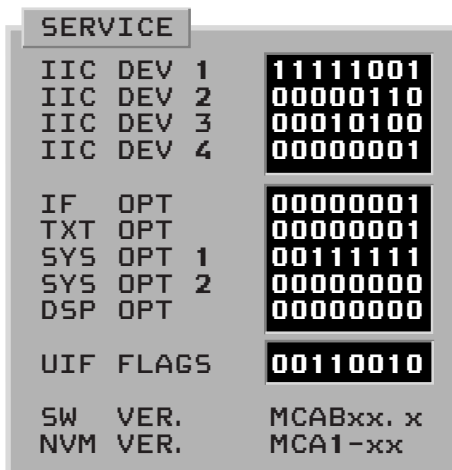 SERVICE
IIC DEV 1 11111001
IIC DEV 2 00000110
IIC DEV 3 00010100
IIC DEV 4 00000001
IF OPT 00000001
TXT OPT 00000001
SYS OPT 1 00111111
SYS OPT 2 00000000
DSP OPT 00000000
UIF FLAGS 00110010
SW VER. MCABxx. x
NVM VER. MCA1-xx